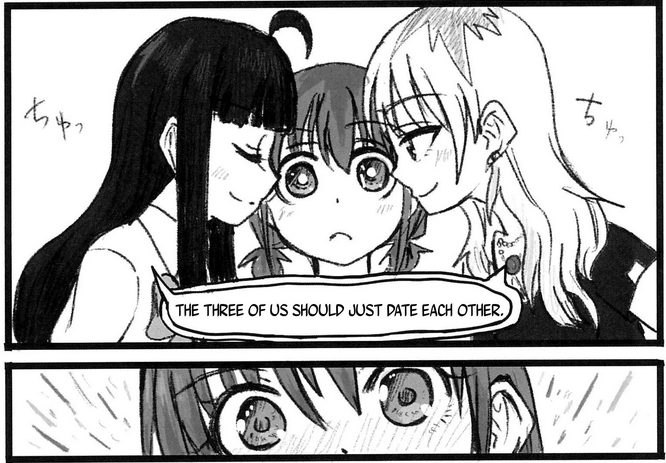 ちゅっ
ちゅっ
THE THREE OF US SHOULD JUST DATE EACH OTHER.